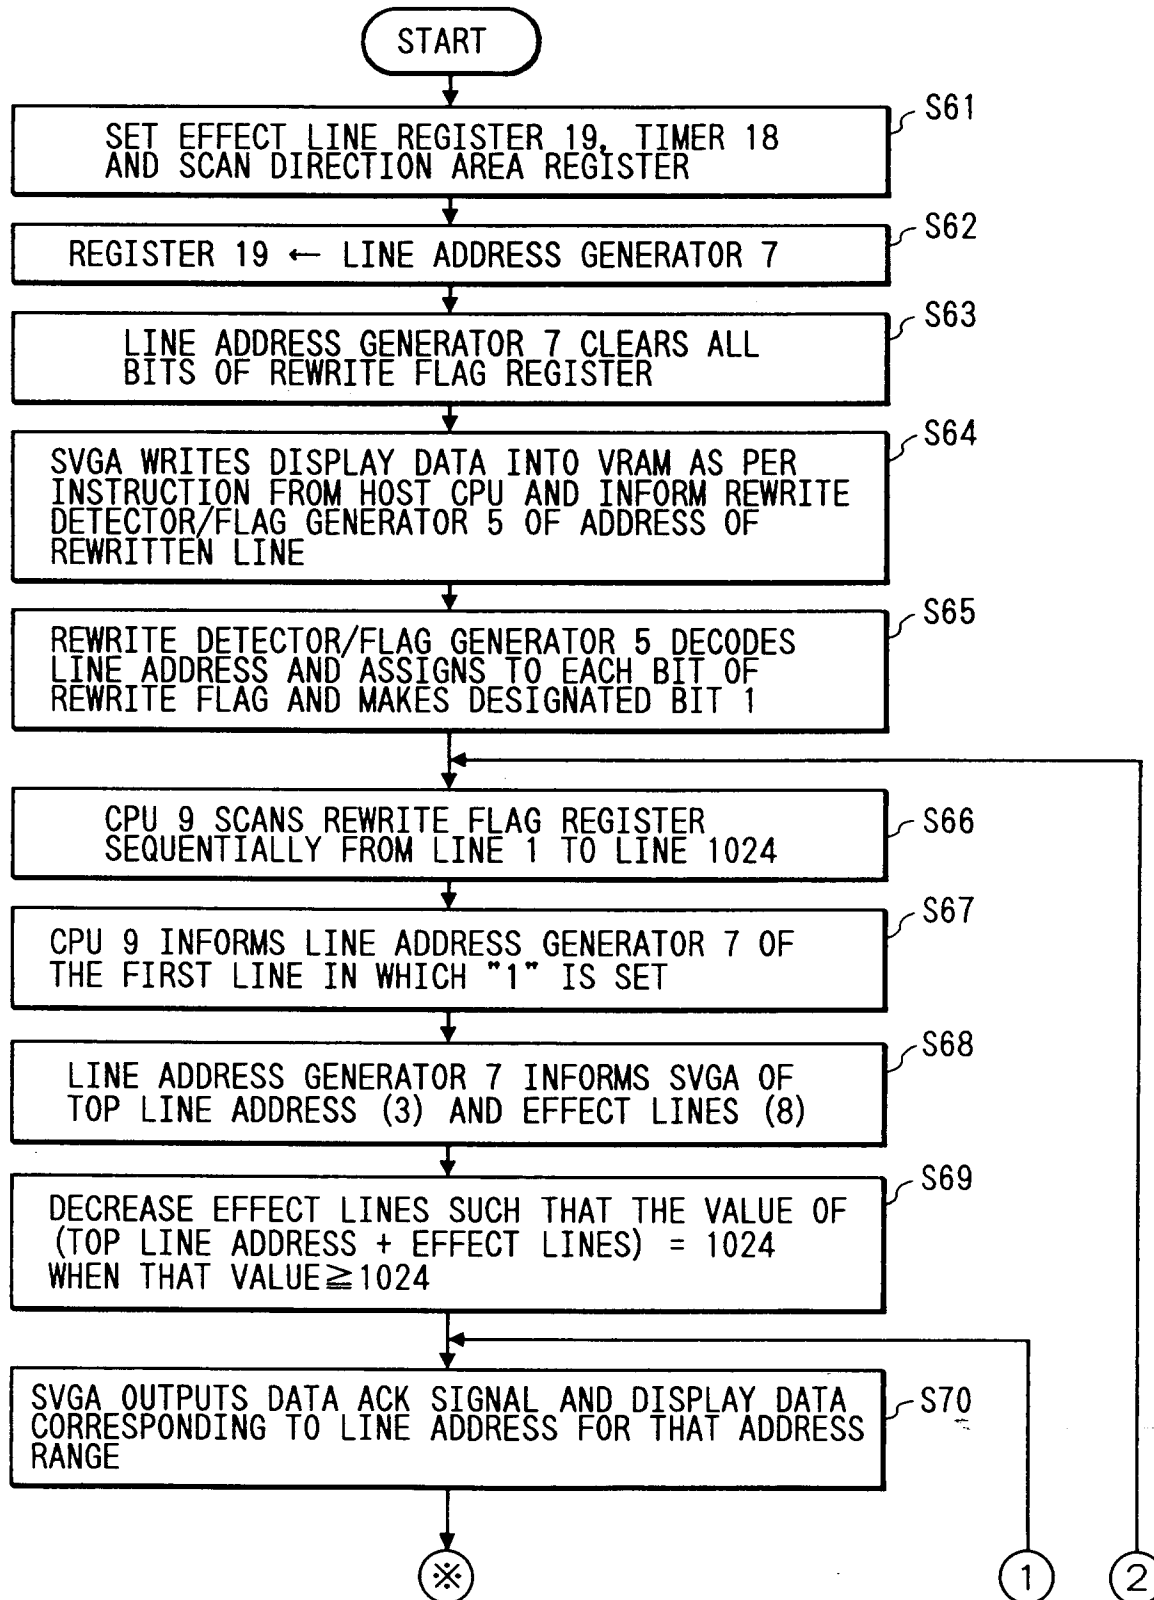 START
S61
SET EFFECT LINE REGISTER 19, TIMER 18
AND SCAN DIRECTION AREA REGISTER
S62
REGISTER 19 ← LINE ADDRESS GENERATOR 7
S63
LINE ADDRESS GENERATOR 7 CLEARS ALL
BITS OF REWRITE FLAG REGISTER
S64
SVGA WRITES DISPLAY DATA INTO VRAM AS PER
INSTRUCTION FROM HOST CPU AND INFORM REWRITE
DETECTOR/FLAG GENERATOR 5 OF ADDRESS OF
REWRITTEN LINE
S65
REWRITE DETECTOR/FLAG GENERATOR 5 DECODES
LINE ADDRESS AND ASSIGNS TO EACH BIT OF
REWRITE FLAG AND MAKES DESIGNATED BIT 1
S66
CPU 9 SCANS REWRITE FLAG REGISTER
SEQUENTIALLY FROM LINE 1 TO LINE 1024
S67
CPU 9 INFORMS LINE ADDRESS GENERATOR 7 OF
THE FIRST LINE IN WHICH "1" IS SET
S68
LINE ADDRESS GENERATOR 7 INFORMS SVGA OF
TOP LINE ADDRESS (3) AND EFFECT LINES (8)
S69
DECREASE EFFECT LINES SUCH THAT THE VALUE OF
(TOP LINE ADDRESS + EFFECT LINES) = 1024
WHEN THAT VALUE≧1024
S70
SVGA OUTPUTS DATA ACK SIGNAL AND DISPLAY DATA
CORRESPONDING TO LINE ADDRESS FOR THAT ADDRESS
RANGE
※ 1 2